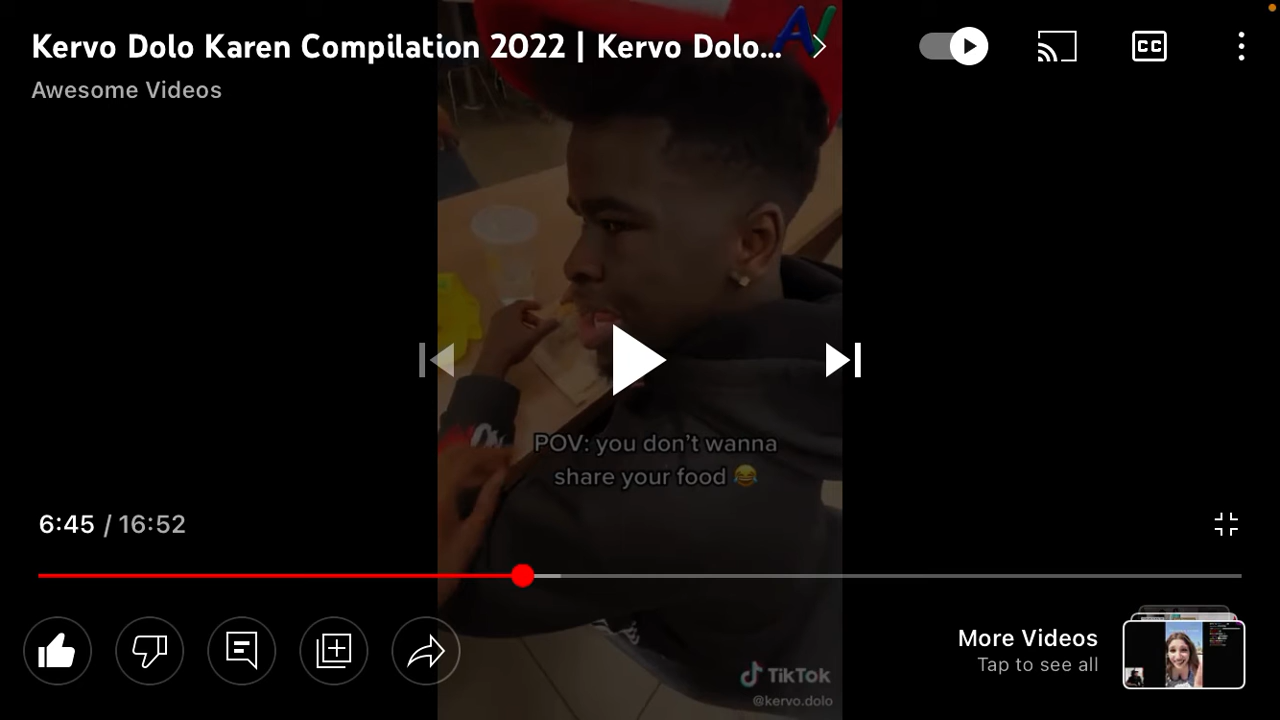 Kervo Dolo Karen Compilation 2022 | Kervo Dolo...
Awesome Videos
CC
POV: you don't wanna
share your food 😂
6:45 / 16:52
More Videos
Tap to see all
TikTok
@kervo.dolo